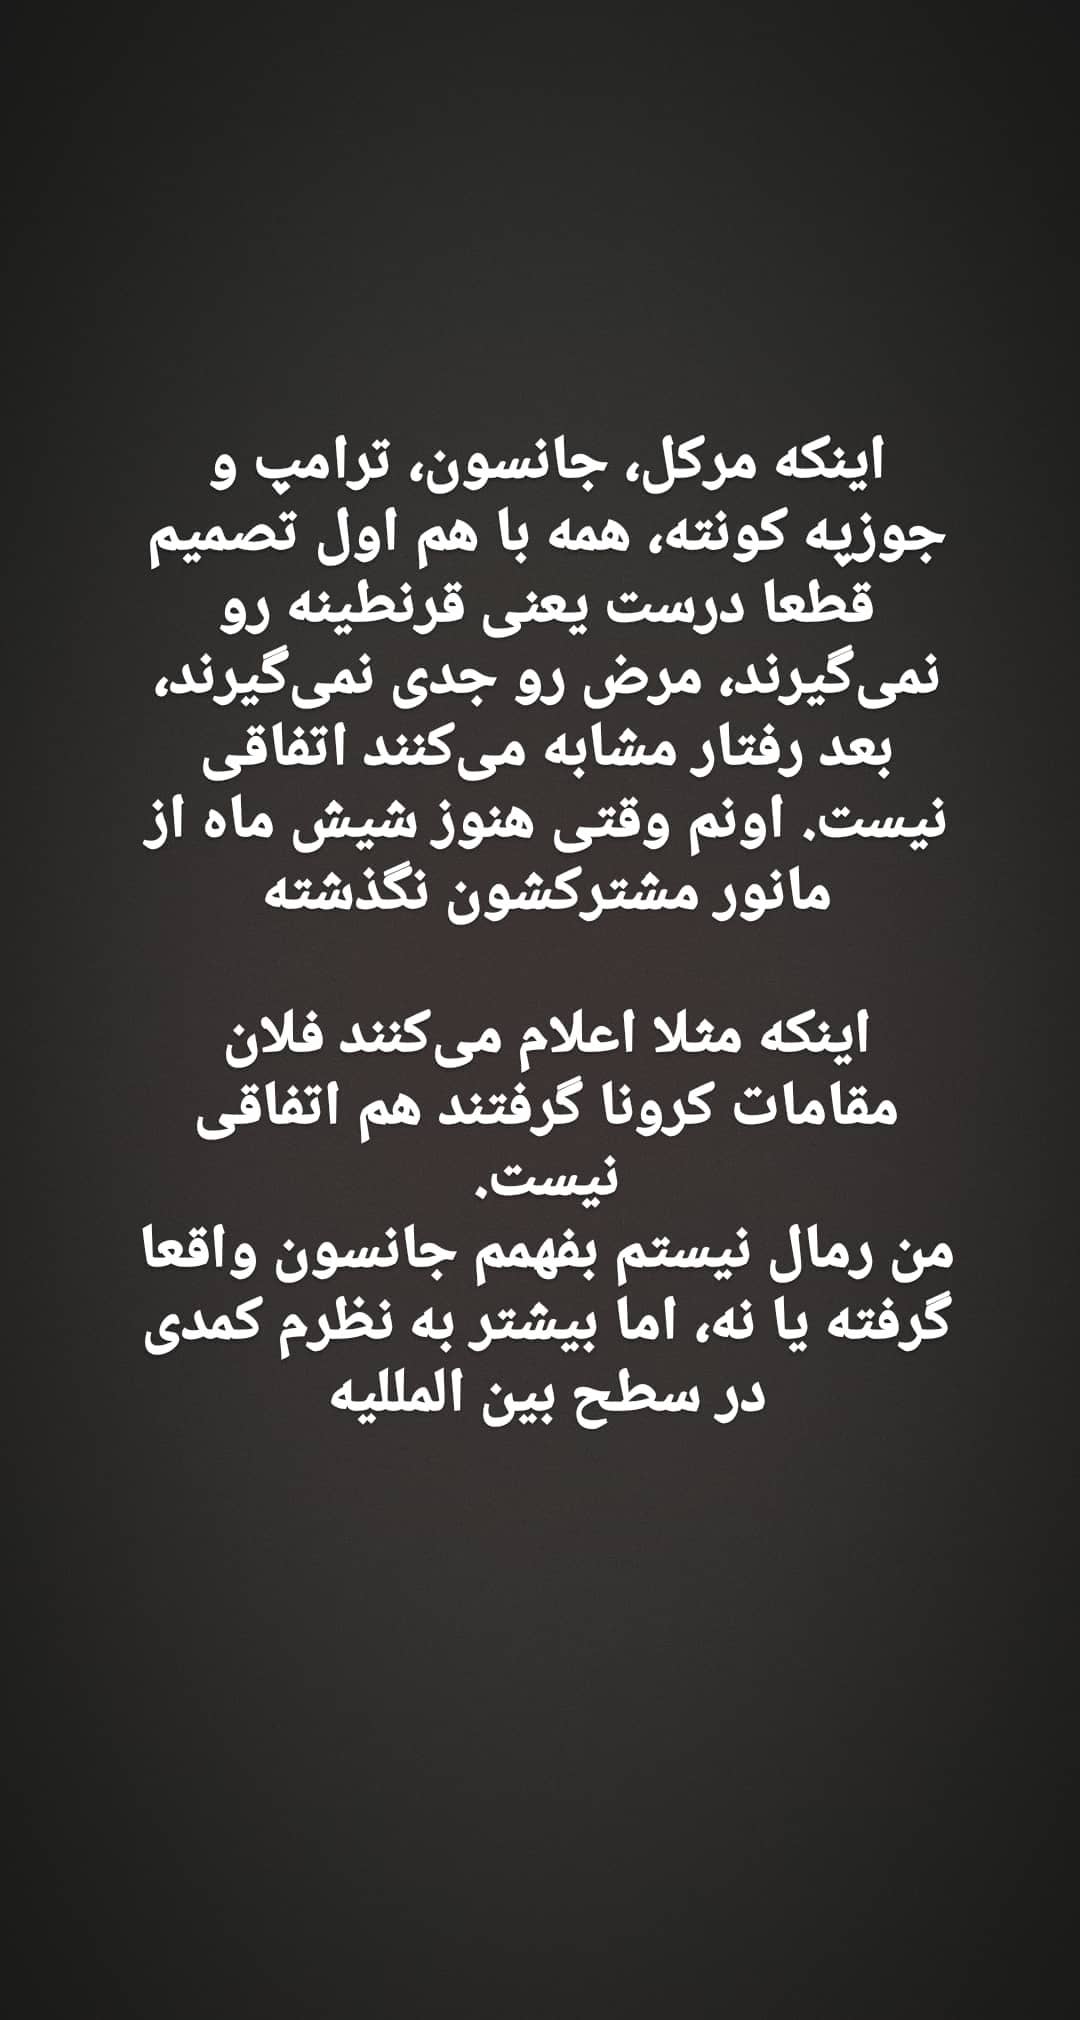 اینکه مرکل، جانسون، ترامپ و
جوزپه کونته، همه با هم اول تصمیم
قطعا درست یعنی قرنطینه رو
نمی‌گیرند، مرض رو جدی نمی‌گیرند،
بعد رفتار مشابه می‌کنند اتفاقی
نیست. اونم وقتی هنوز شیش ماه از
مانور مشترکشون نگذشته
اینکه مثلا اعلام می‌کنند فلان
مقامات کرونا گرفتند هم اتفاقی
نیست.
من رمال نیستم بفهمم جانسون واقعا
گرفته یا نه، اما بیشتر به نظرم کمدی
در سطح بین المللیه